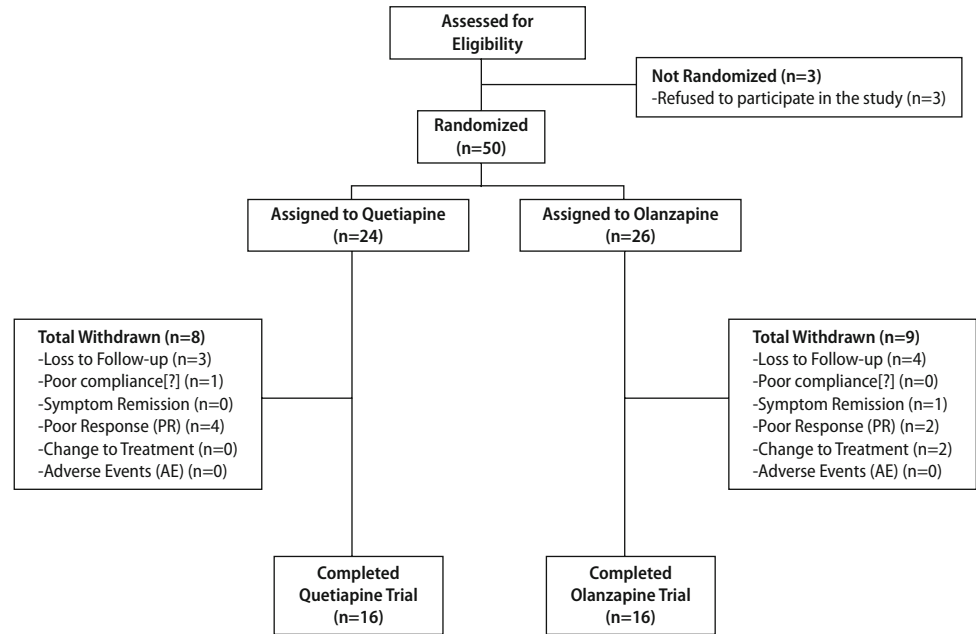 Assessed for
Eligibility
Not Randomized (n=3)
-Refused to participate in the study (n=3)
Randomized
(n=50)
Assigned to Quetiapine
(n=24)
Assigned to Olanzapine
(n=26)
Total Withdrawn (n=8)
-Loss to Follow-up (n=3)
-Poor compliance[?] (n=1)
-Symptom Remission (n=0)
-Poor Response (PR) (n=4)
-Change to Treatment (n=0)
-Adverse Events (AE) (n=0)
Total Withdrawn (n=9)
-Loss to Follow-up (n=4)
-Poor compliance[?] (n=0)
-Symptom Remission (n=1)
-Poor Response (PR) (n=2)
-Change to Treatment (n=2)
-Adverse Events (AE) (n=0)
Completed
Quetiapine Trial
(n=16)
Completed
Olanzapine Trial
(n=16)